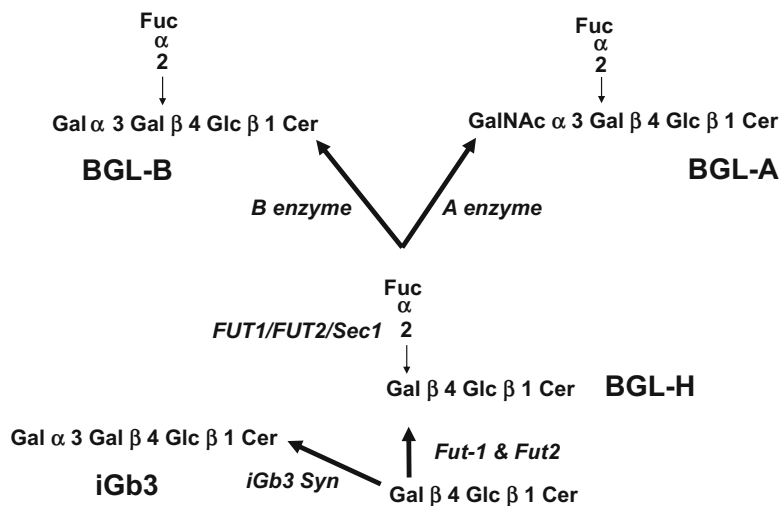 Fuc
α
2
Gal α 3 Gal β 4 Glc β 1 Cer
BGL-B
Fuc
α
2
GalNAc α 3 Gal β 4 Glc β 1 Cer
BGL-A
B enzyme
A enzyme
Fuc
α
FUT1/FUT2/Sec1 2
Gal β 4 Glc β 1 Cer
BGL-H
Gal α 3 Gal β 4 Glc β 1 Cer
iGb3
iGb3 Syn
Fut-1 & Fut2
Gal β 4 Glc β 1 Cer